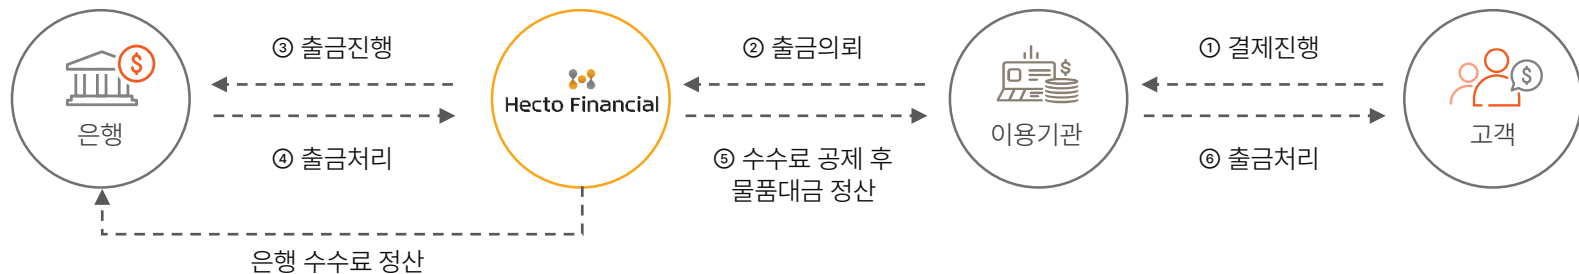 ③ 출금진행
② 출금의뢰
① 결제진행
$
은행
Hecto Financial
$
이용기관
$
고객
④ 출금처리
⑤ 수수료 공제 후
물품대금 정산
⑥ 출금처리
은행 수수료 정산